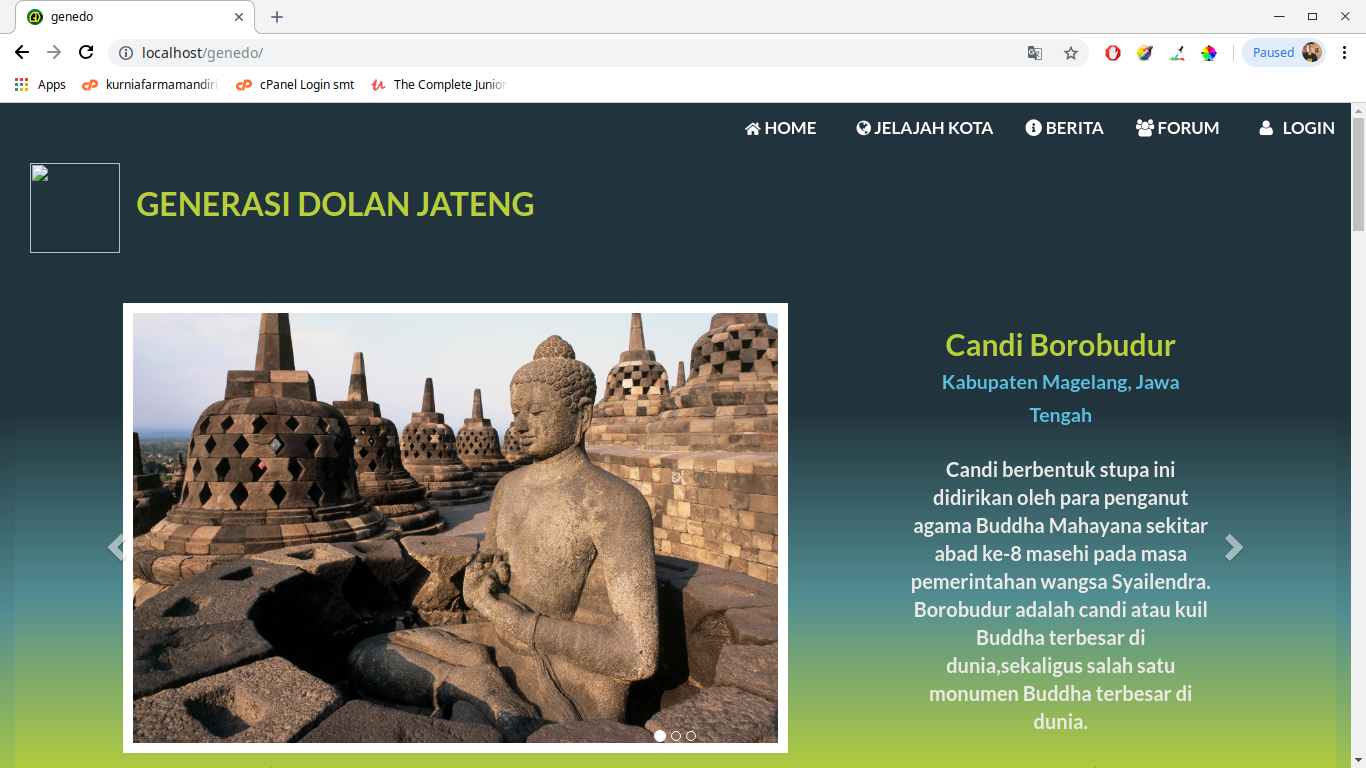 genedo
localhost/genedo/
Paused
Apps
kurniafarmamandiri
cPanel Login smt
The Complete Junior
HOME
JELAJAH KOTA
BERITA
FORUM
LOGIN
GENERASI DOLAN JATENG
Candi Borobudur
Kabupaten Magelang, Jawa
Tengah
Candi berbentuk stupa ini
didirikan oleh para penganut
agama Buddha Mahayana sekitar
abad ke-8 masehi pada masa
pemerintahan wangsa Syailendra.
Borobudur adalah candi atau kuil
Buddha terbesar di
dunia,sekaligus salah satu
monumen Buddha terbesar di
dunia.